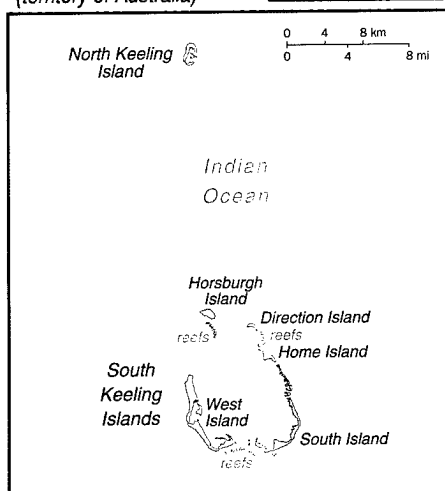 (territory of Australia)
North Keeling
Island
0 4 8 km
0 4 8 mi
Indian
Ocean
Horsburgh
Island
reefs
Direction Island
reefs
Home Island
South
Keeling
Islands
West
Island
South Island
reefs